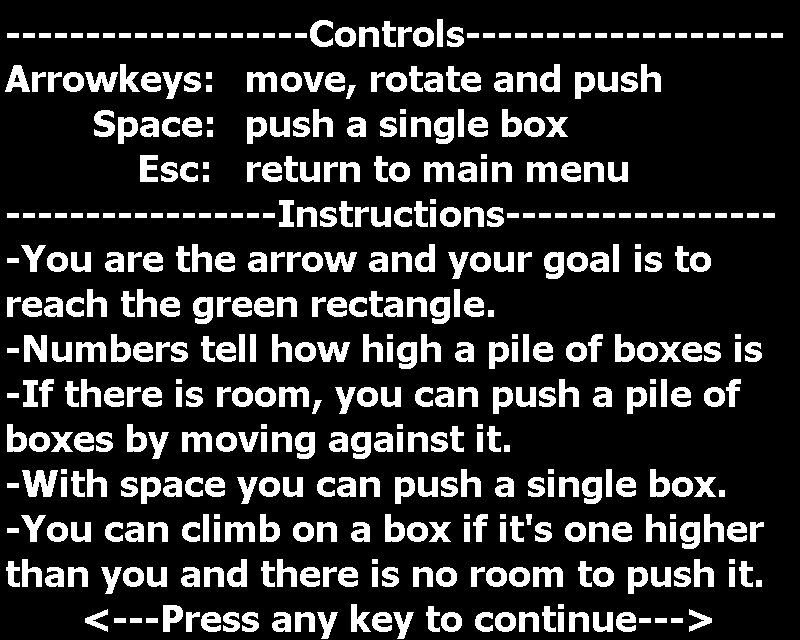 -------------------Controls--------------------
Arrowkeys: move, rotate and push
Space: push a single box
Esc: return to main menu
-----------------Instructions-----------------
-You are the arrow and your goal is to
reach the green rectangle.
-Numbers tell how high a pile of boxes is
-If there is room, you can push a pile of
boxes by moving against it.
-With space you can push a single box.
-You can climb on a box if it's one higher
than you and there is no room to push it.
<---Press any key to continue--->